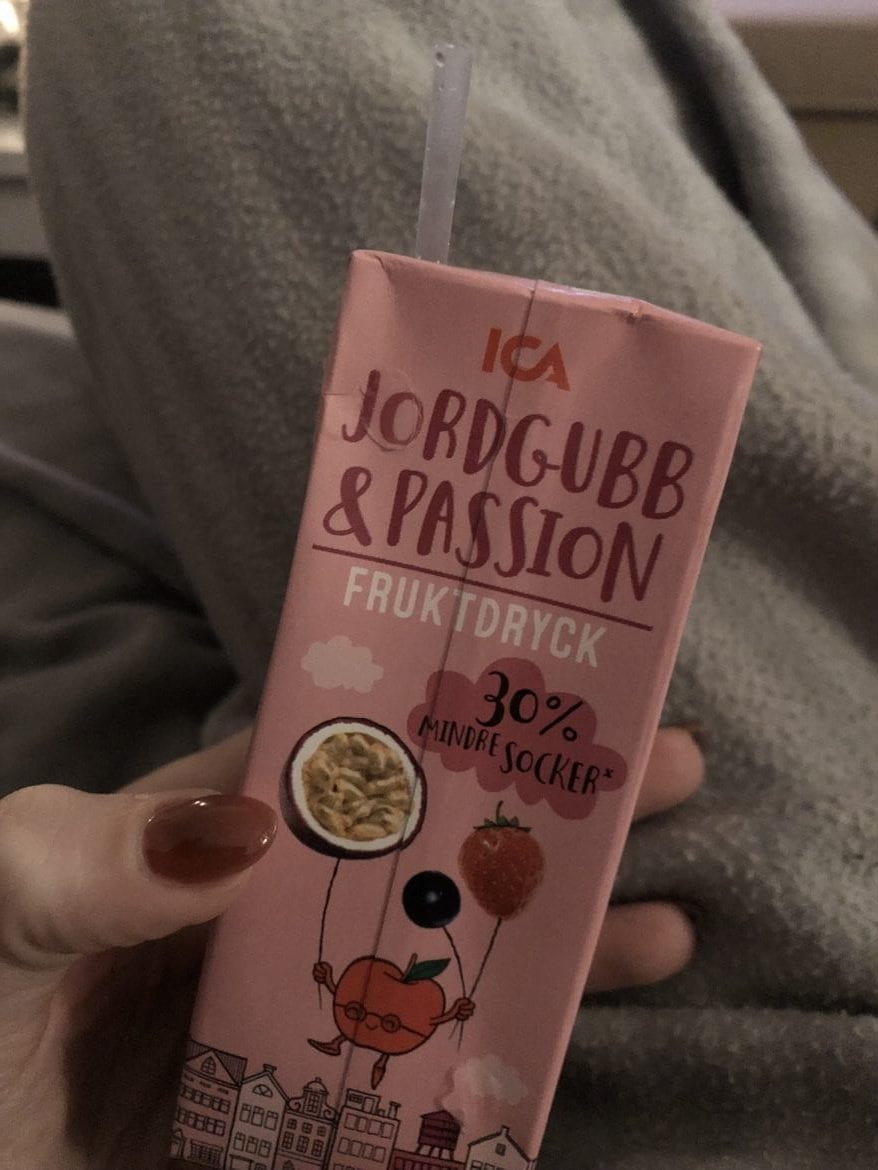 ICA
JORDGUBB
&PASSION
FRUKTDRYCK
30%
MINDRE SOCKER*